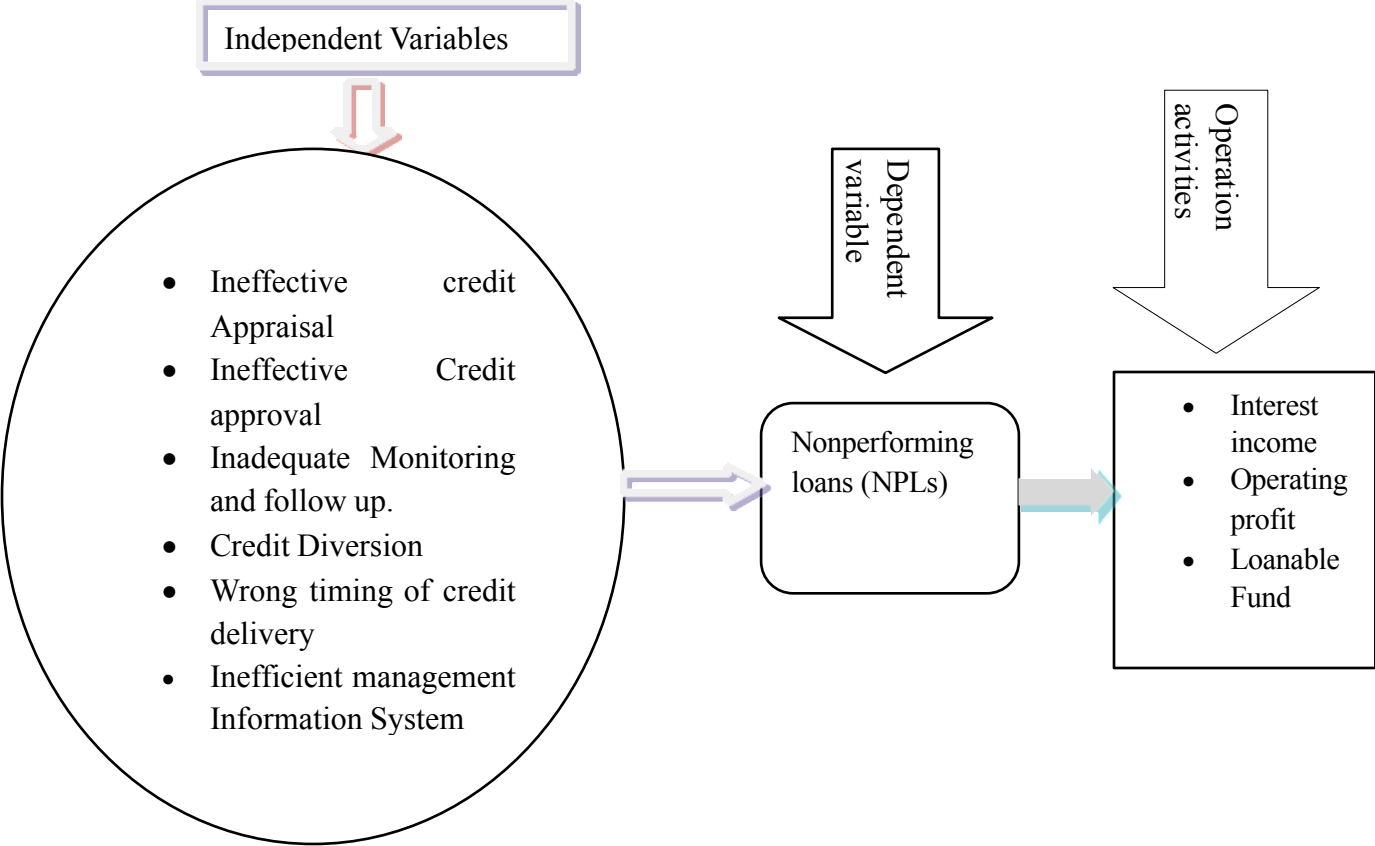 Independent Variables
• Ineffective credit
Appraisal
• Ineffective Credit
approval
• Inadequate Monitoring
and follow up.
• Credit Diversion
• Wrong timing of credit
delivery
• Inefficient management
Information System
Dependent
variable
Nonperforming
loans (NPLs)
Operation
activities
• Interest
income
• Operating
profit
• Loanable
Fund